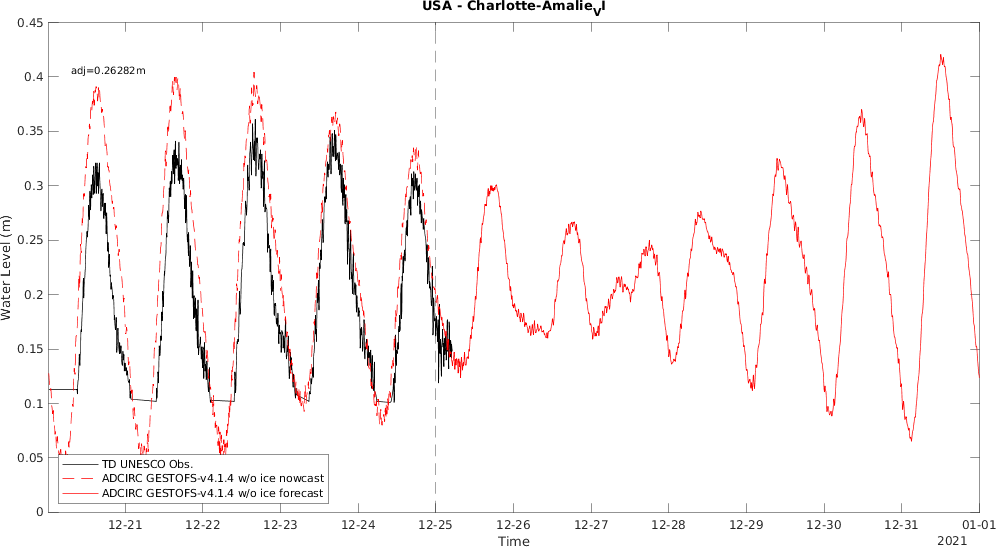 USA - Charlotte-Amalie_VI
0.45
0.4
0.35
0.3
0.25
0.2
0.15
0.1
0.05
0
Water Level (m)
adj=0.26282m
TD UNESCO Obs.
ADCIRC GESTOFS-v4.1.4 w/o ice nowcast
ADCIRC GESTOFS-v4.1.4 w/o ice forecast
12-21 12-22 12-23 12-24 12-25 12-26 12-27 12-28 12-29 12-30 12-31 01-01
Time
2021